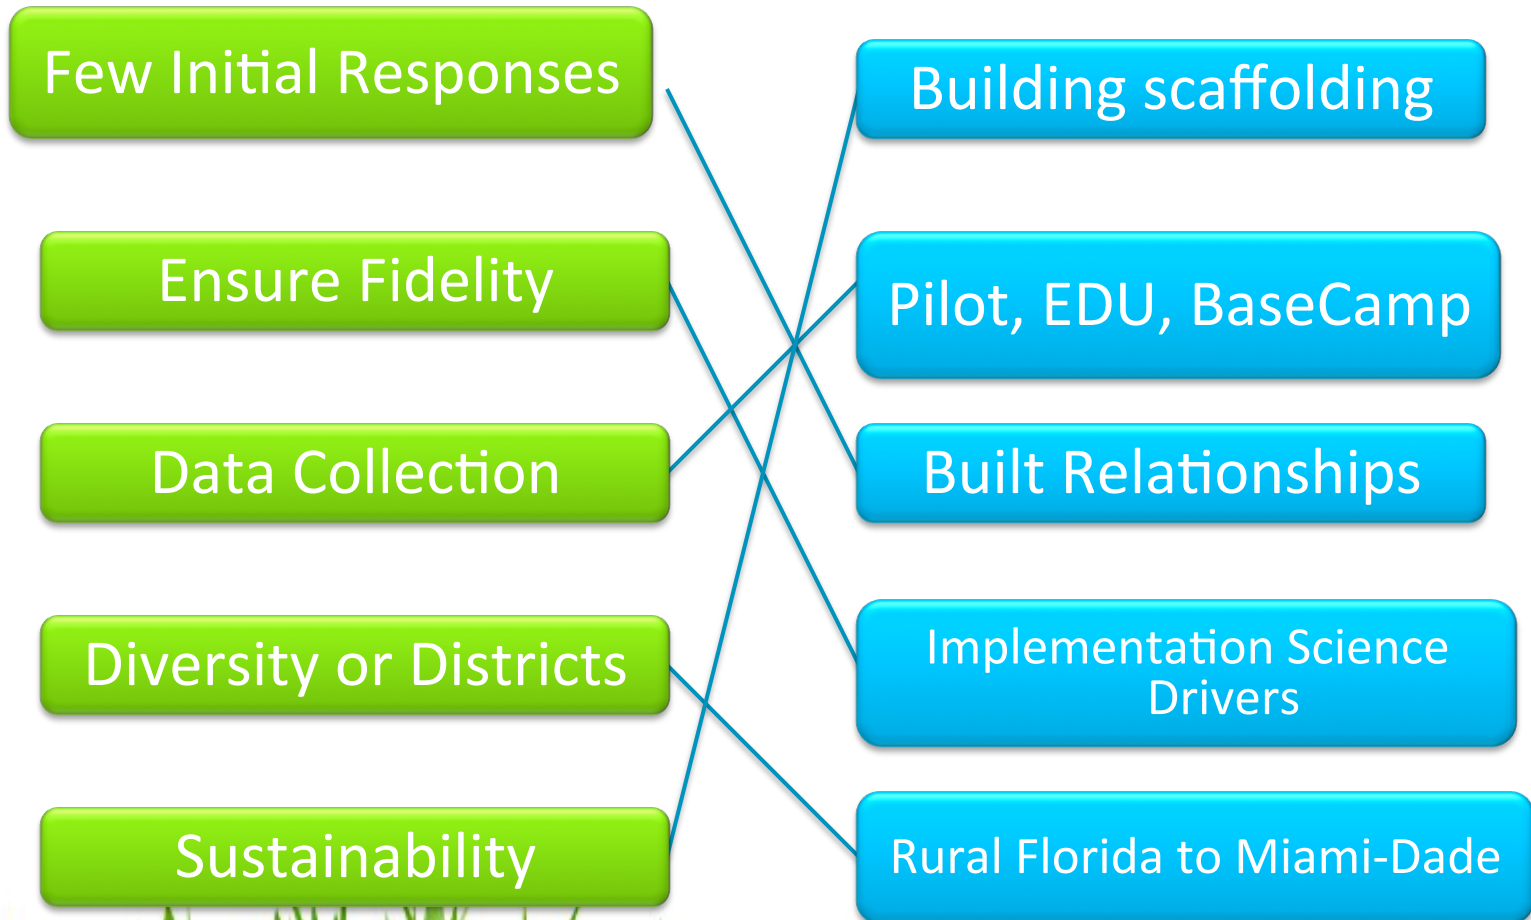 Few Initial Responses
Ensure Fidelity
Data Collection
Diversity or Districts
Sustainability
Building scaffolding
Pilot, EDU, BaseCamp
Built Relationships
Implementation Science
Drivers
Rural Florida to Miami-Dade